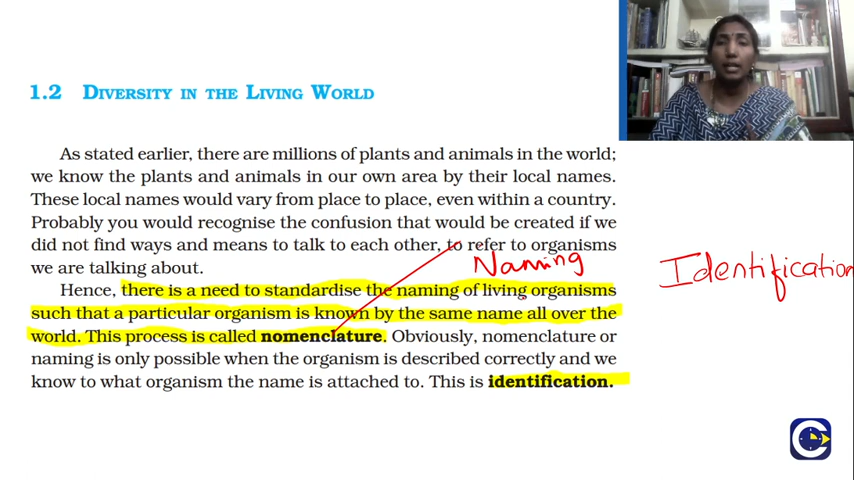 1.2 DIVERSITY IN THE LIVING WORLD
As stated earlier, there are millions of plants and animals in the world;
we know the plants and animals in our own area by their local names.
These local names would vary from place to place, even within a country.
Probably you would recognise the confusion that would be created if we
did not find ways and means to talk to each other, to refer to organisms
we are talking about.
Naming
Identification
Hence, there is a need to standardise the naming of living organisms
such that a particular organism is known by the same name all over the
world. This process is called nomenclature. Obviously, nomenclature or
naming is only possible when the organism is described correctly and we
know to what organism the name is attached to. This is identification.